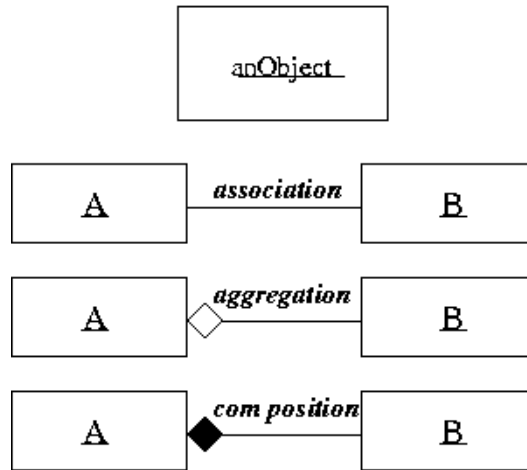 anObject
association
A B
aggregation
A B
com position
A B